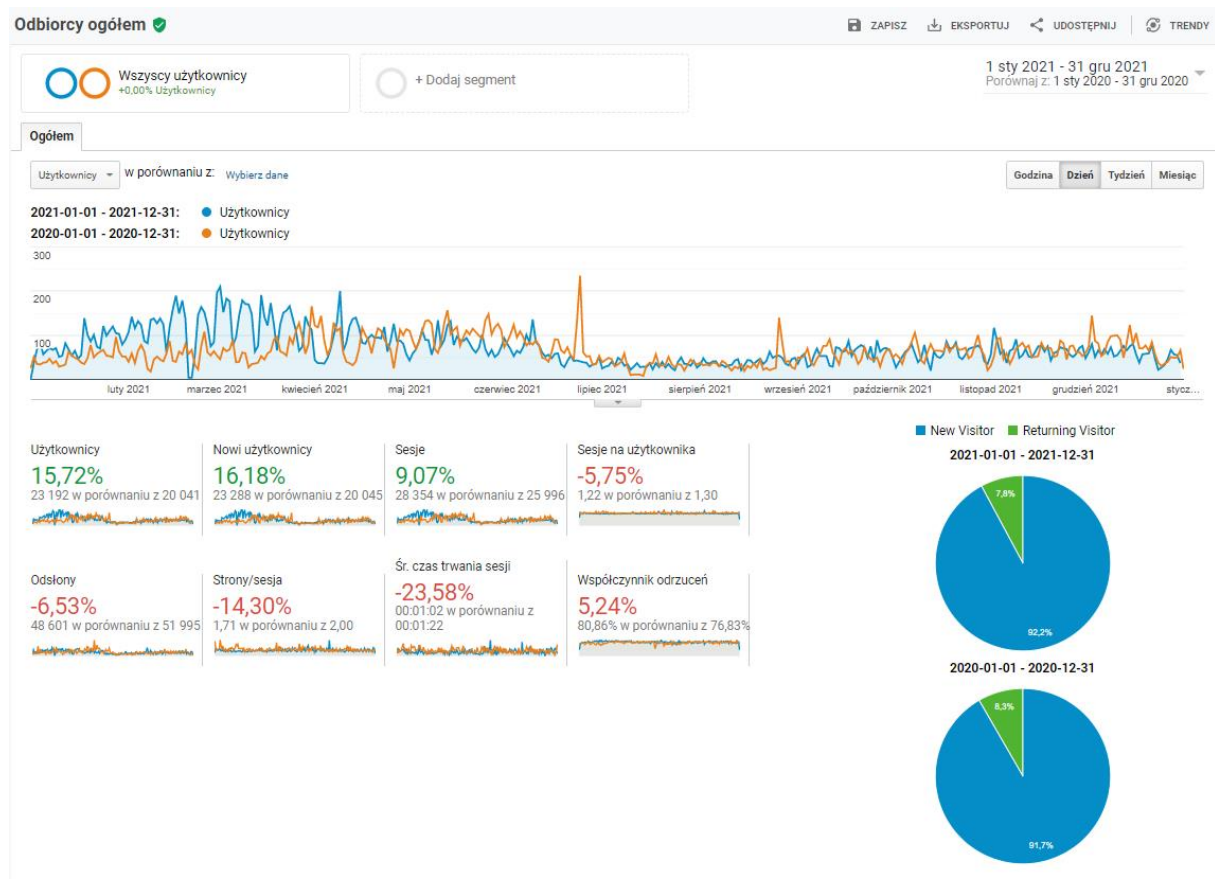 Odbiorcy ogółem
ZAPISZ EKSPORTUJ UDOSTĘPNIJ TRENDY
Wszyscy użytkownicy
+0,00% Użytkownicy
+ Dodaj segment
1 sty 2021 - 31 gru 2021
Porównaj z: 1 sty 2020 - 31 gru 2020
Ogółem
Użytkownicy w porównaniu z: Wybierz dane
Godzina Dzień Tydzień Miesiąc
2021-01-01 - 2021-12-31: Użytkownicy
2020-01-01 - 2020-12-31: Użytkownicy
300
200
100
luty 2021 marzec 2021 kwiecień 2021 maj 2021 czerwiec 2021 lipiec 2021 sierpień 2021 wrzesień 2021 październik 2021 listopad 2021 grudzień 2021 stycz...
Użytkownicy
15,72%
23 192 w porównaniu z 20 041
Nowi użytkownicy
16,18%
23 288 w porównaniu z 20 045
Sesje
9,07%
28 354 w porównaniu z 25 996
Sesje na użytkownika
-5,75%
1,22 w porównaniu z 1,30
Odsłony
-6,53%
48 601 w porównaniu z 51 995
Strony/sesja
-14,30%
1,71 w porównaniu z 2,00
Śr. czas trwania sesji
-23,58%
00:01:02 w porównaniu z
00:01:22
Współczynnik odrzuceń
5,24%
80,86% w porównaniu z 76,83%
New Visitor Returning Visitor
2021-01-01 - 2021-12-31
7,8%
92,2%
2020-01-01 - 2020-12-31
8,3%
91,7%